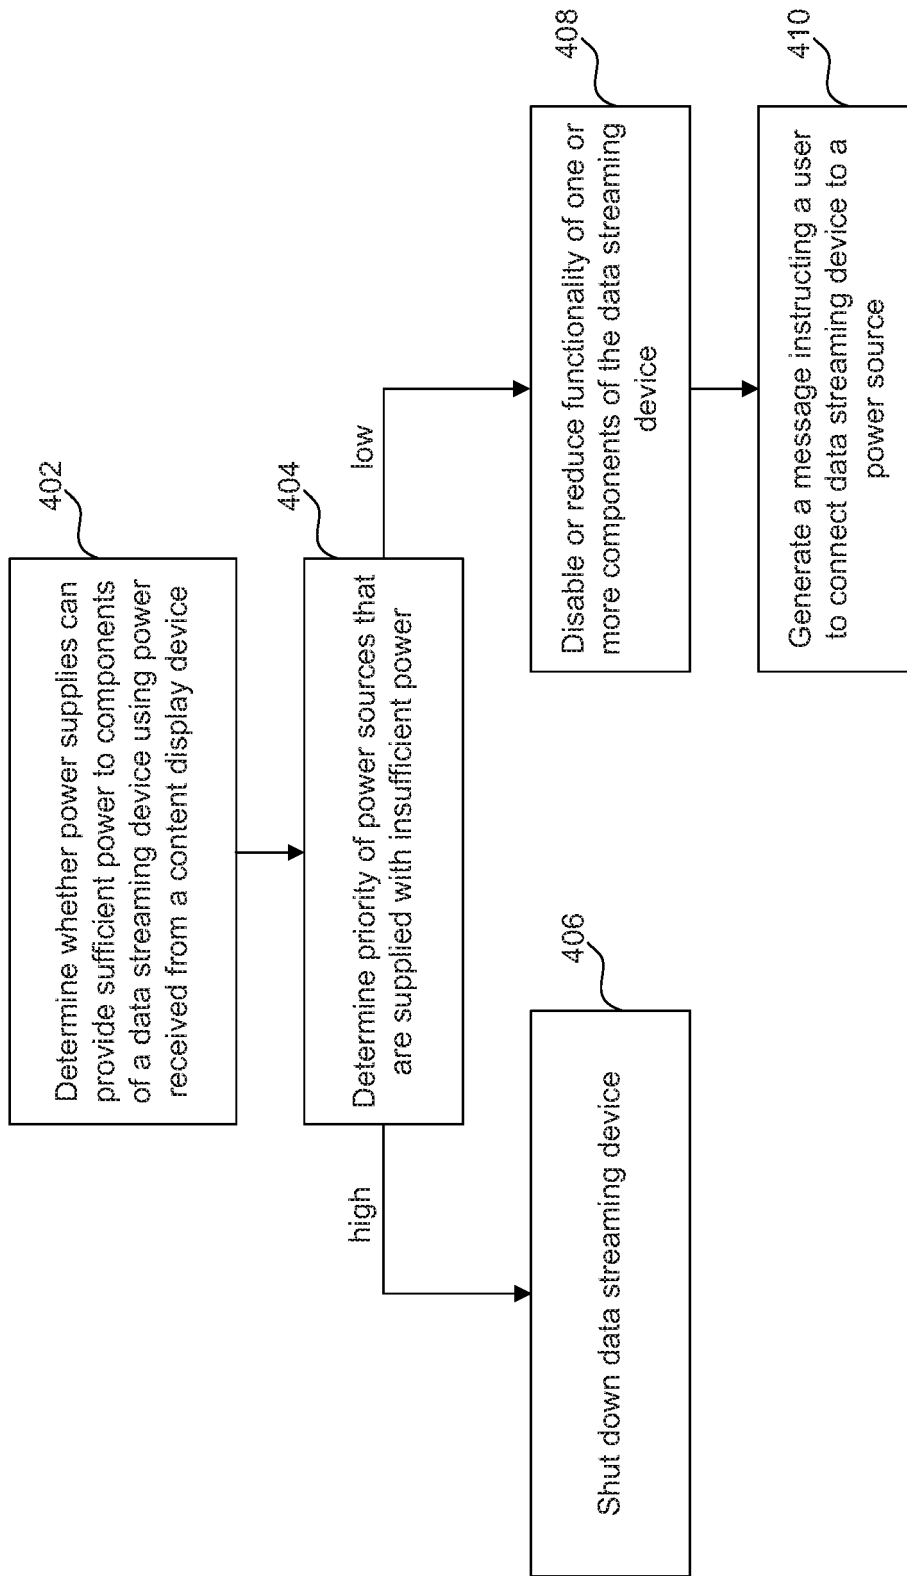 402
Determine whether power supplies can
provide sufficient power to components
of a data streaming device using power
received from a content display device
404
Determine priority of power sources that
are supplied with insufficient power
high
low
406
Shut down data streaming device
408
Disable or reduce functionality of one or
more components of the data streaming
device
410
Generate a message instructing a user
to connect data streaming device to a
power source